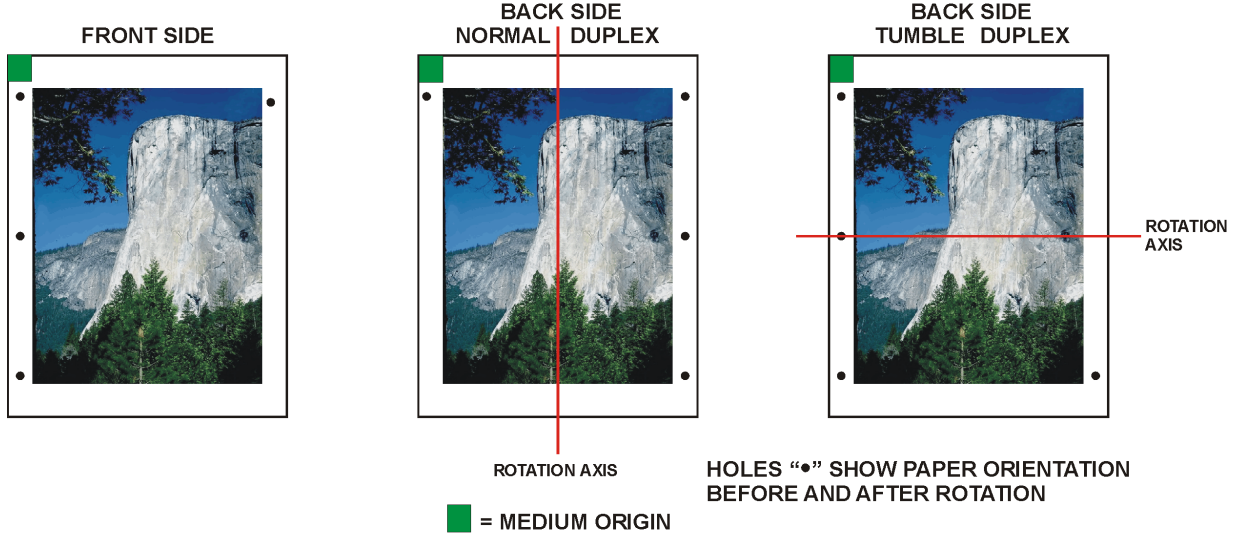 FRONT SIDE
BACK SIDE
NORMAL DUPLEX
BACK SIDE
TUMBLE DUPLEX
ROTATION
AXIS
ROTATION AXIS
HOLES “•” SHOW PAPER ORIENTATION
BEFORE AND AFTER ROTATION
= MEDIUM ORIGIN